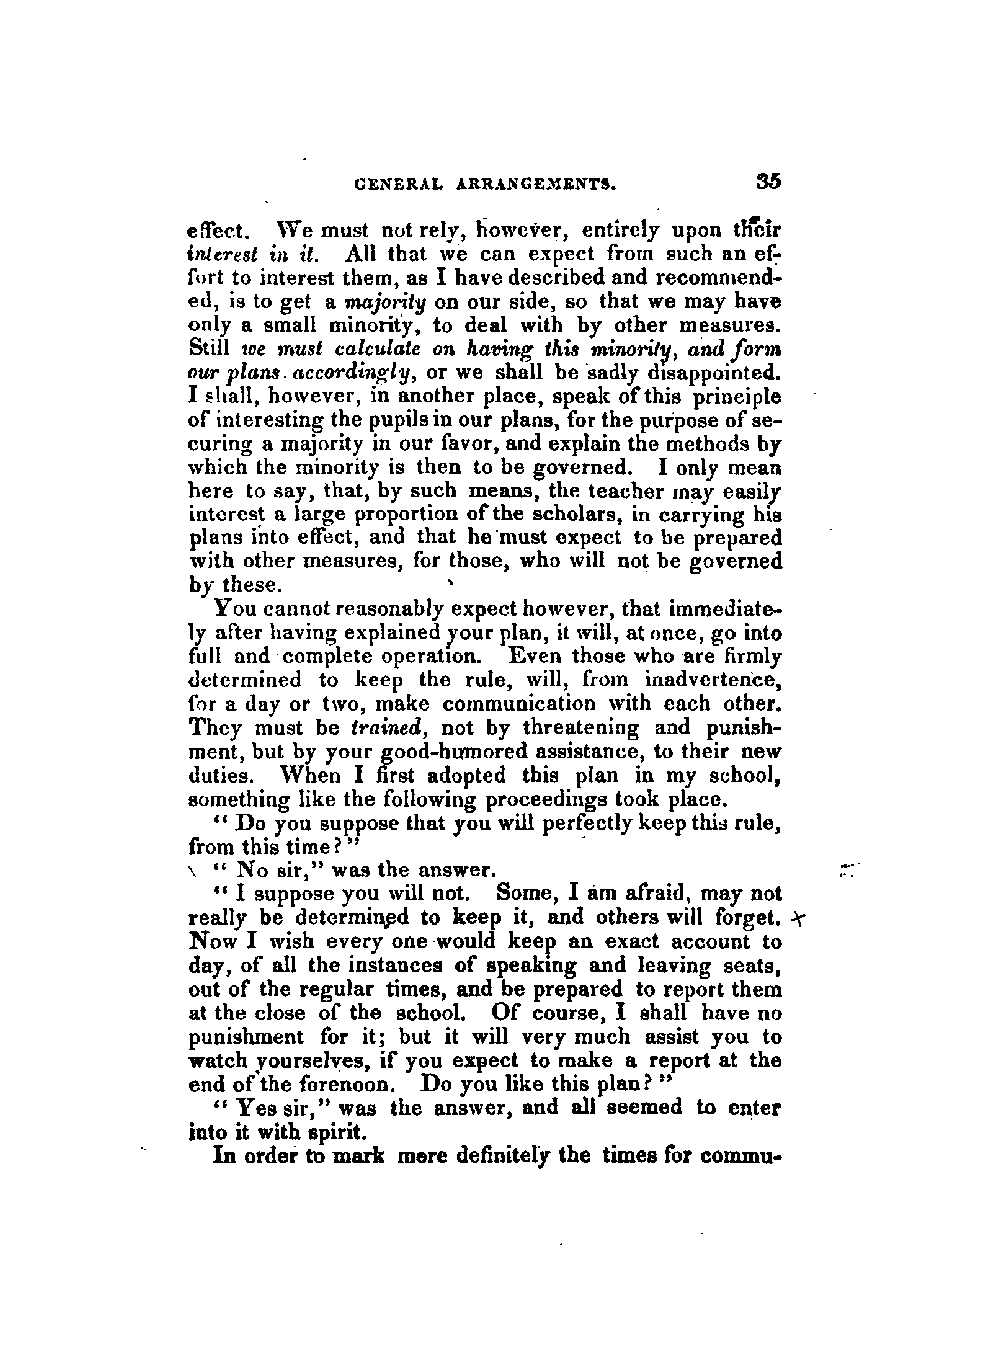 GENERAL ARRANGEMENTS. 35
effect. We must not rely, however, entirely upon their
interest in it. All that we can expect from such an ef-
fort to interest them, as I have described and recommend-
ed, is to get a majority on our side, so that we may have
only a small minority, to deal with by other measures.
Still we must calculate on having this minority, and form
our plans accordingly, or we shall be sadly disappointed.
I shall, however, in another place, speak of this principle
of interesting the pupils in our plans, for the purpose of se-
curing a majority in our favor, and explain the methods by
which the minority is then to be governed. I only mean
here to say, that, by such means, the teacher may easily
interest a large proportion of the scholars, in carrying his
plans into effect, and that he must expect to be prepared
with other measures, for those, who will not be governed
by these.
You cannot reasonably expect however, that immediate-
ly after having explained your plan, it will, at once, go into
full and complete operation. Even those who are firmly
determined to keep the rule, will, from inadvertence,
for a day or two, make communication with each other.
They must be trained, not by threatening and punish-
ment, but by your good-humored assistance, to their new
duties. When I first adopted this plan in my school,
something like the following proceedings took place.
“ Do you suppose that you will perfectly keep this rule,
from this time? ”
“ No sir,” was the answer.
“ I suppose you will not. Some, I am afraid, may not
really be determined to keep it, and others will forget.
Now I wish every one would keep an exact account to
day, of all the instances of speaking and leaving seats,
out of the regular times, and be prepared to report them
at the close of the school. Of course, I shall have no
punishment for it; but it will very much assist you to
watch yourselves, if you expect to make a report at the
end of the forenoon. Do you like this plan? ”
“ Yes sir,” was the answer, and all seemed to enter
into it with spirit.
In order to mark more definitely the times for commu-